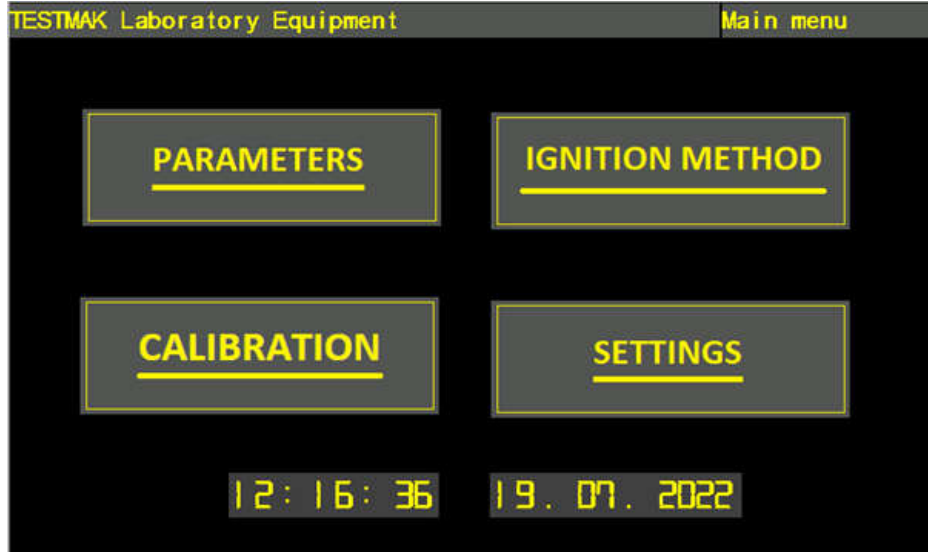 TESTMAK Laboratory Equipment
Main menu
PARAMETERS
IGNITION METHOD
CALIBRATION
SETTINGS
12:16:36
19.07.2022